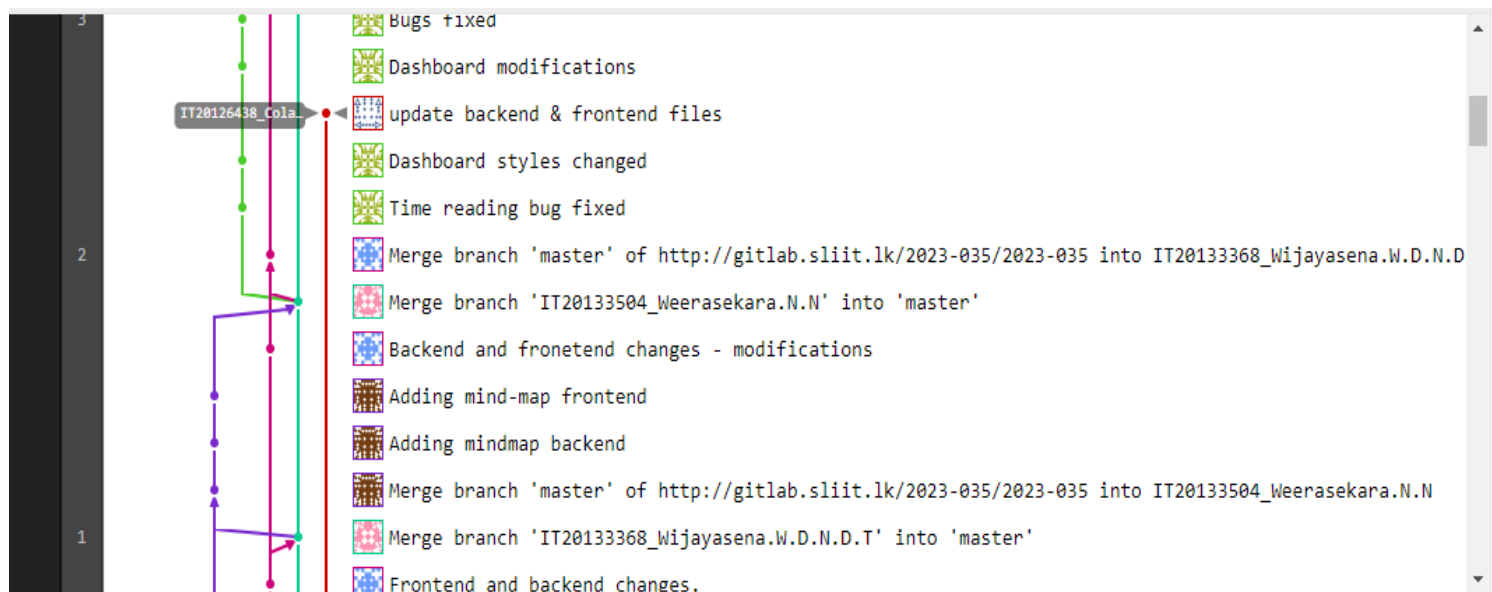 3
Bugs fixed
Dashboard modifications
IT20126438_Cola… update backend & frontend files
Dashboard styles changed
Time reading bug fixed
2 Merge branch 'master' of http://gitlab.sliit.lk/2023-035/2023-035 into IT20133368_Wijayasena.W.D.N.D
Merge branch 'IT20133504_Weerasekara.N.N' into 'master'
Backend and fronetend changes - modifications
Adding mind-map frontend
Adding mindmap backend
Merge branch 'master' of http://gitlab.sliit.lk/2023-035/2023-035 into IT20133504_Weerasekara.N.N
1 Merge branch 'IT20133368_Wijayasena.W.D.N.D.T' into 'master'
Frontend and backend changes.